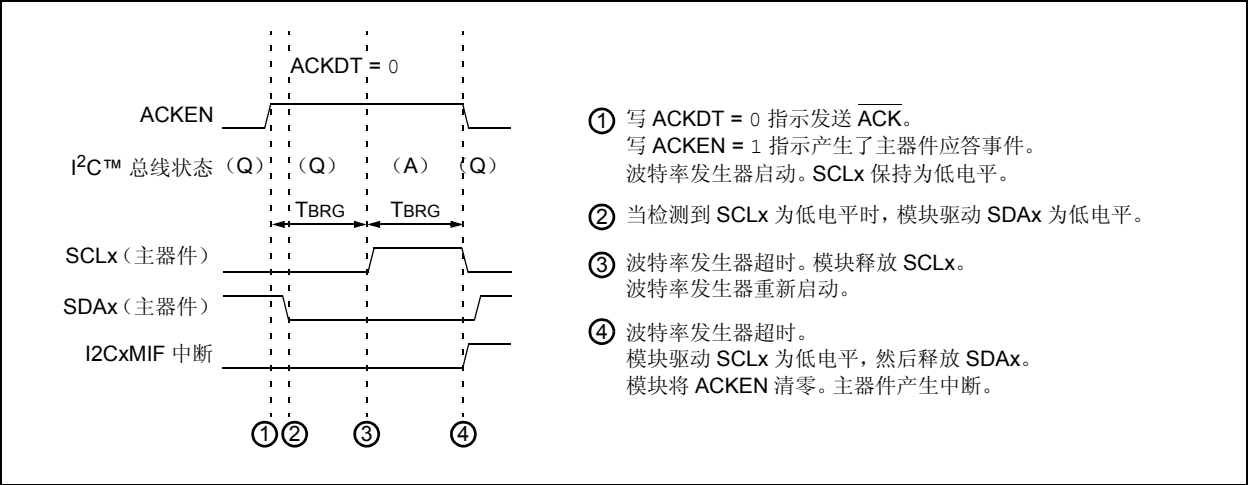 ACKDT = 0
ACKEN
I²C™ 总线状态 (Q) (Q) (A) (Q)
TBRG TBRG
SCLx（主器件）
SDAx（主器件）
I2CxMIF 中断
① ② ③ ④
① 写 ACKDT = 0 指示发送 ACK。
写 ACKEN = 1 指示产生了主器件应答事件。
波特率发生器启动。SCLx 保持为低电平。
② 当检测到 SCLx 为低电平时，模块驱动 SDAx 为低电平。
③ 波特率发生器超时。模块释放 SCLx。
波特率发生器重新启动。
④ 波特率发生器超时。
模块驱动 SCLx 为低电平，然后释放 SDAx。
模块将 ACKEN 清零。主器件产生中断。